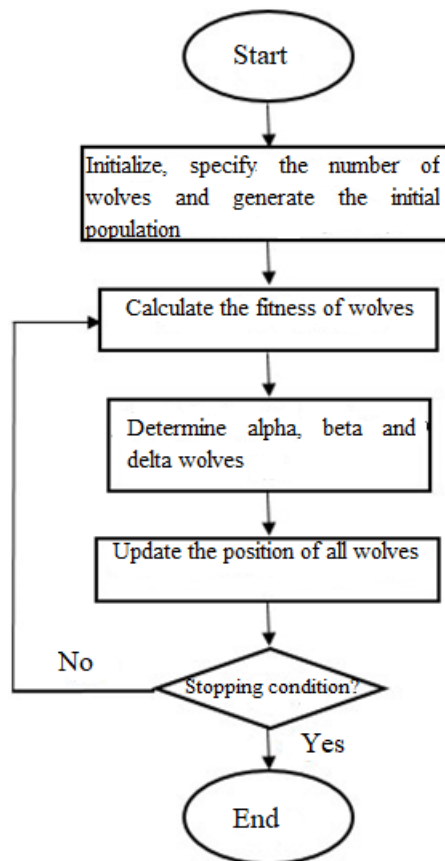 Start
Initialize, specify the number of
wolves and generate the initial
population
Calculate the fitness of wolves
Determine alpha, beta and
delta wolves
Update the position of all wolves
No
Stopping condition?
Yes
End